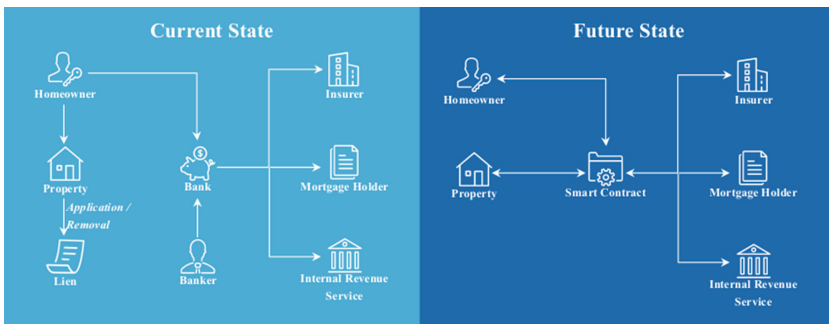 Current State
Homeowner
Insurer
Property
Bank
Mortgage Holder
Application /
Removal
Lien
Banker
Internal Revenue
Service
Future State
Homeowner
Insurer
Property
Smart Contract
Mortgage Holder
Internal Revenue
Service
$